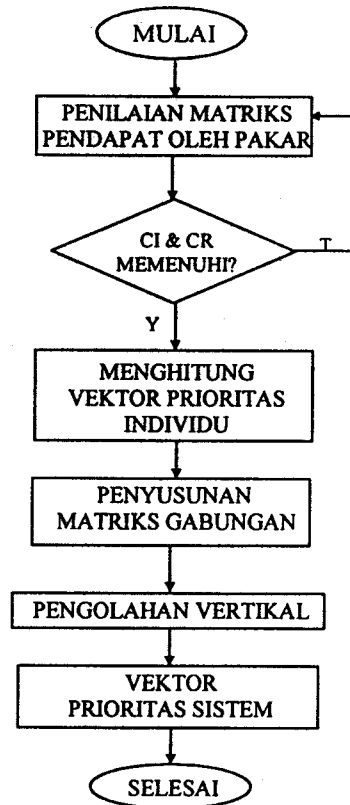 MULAI
PENILAIAN MATRIKS
PENDAPAT OLEH PAKAR
CI & CR
MEMENUHI?
T
Y
MENGHITUNG
VEKTOR PRIORITAS
INDIVIDU
PENYUSUNAN
MATRIKS GABUNGAN
PENGOLAHAN VERTIKAL
VEKTOR
PRIORITAS SISTEM
SELESAI